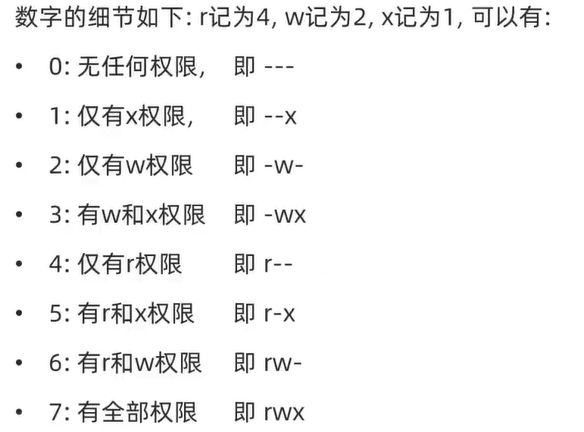 数字的细节如下: r记为4, w记为2, x记为1, 可以有:
• 0: 无任何权限, 即 ---
• 1: 仅有x权限, 即 --x
• 2: 仅有w权限 即 -w-
• 3: 有w和x权限 即 -wx
• 4: 仅有r权限 即 r--
• 5: 有r和x权限 即 r-x
• 6: 有r和w权限 即 rw-
• 7: 有全部权限 即 rwx